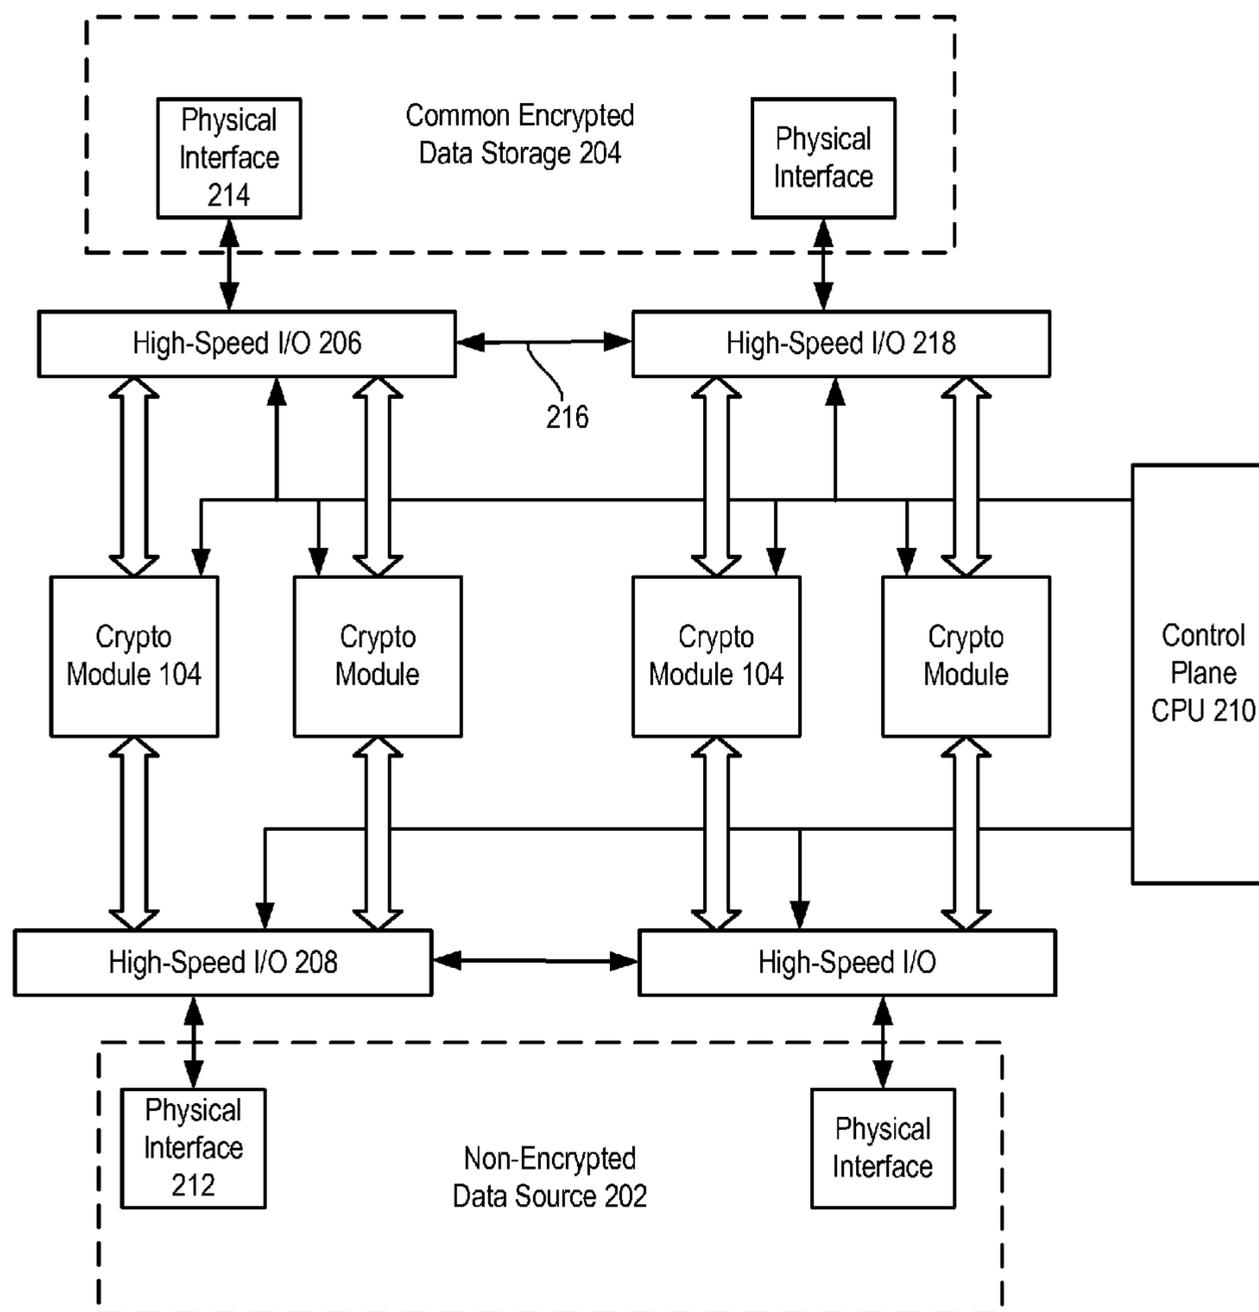 Physical
Interface
214
Common Encrypted
Data Storage 204
Physical
Interface
High-Speed I/O 206
High-Speed I/O 218
216
Crypto
Module 104
Crypto
Module
Crypto
Module 104
Crypto
Module
Control
Plane
CPU 210
High-Speed I/O 208
High-Speed I/O
Physical
Interface
212
Non-Encrypted
Data Source 202
Physical
Interface